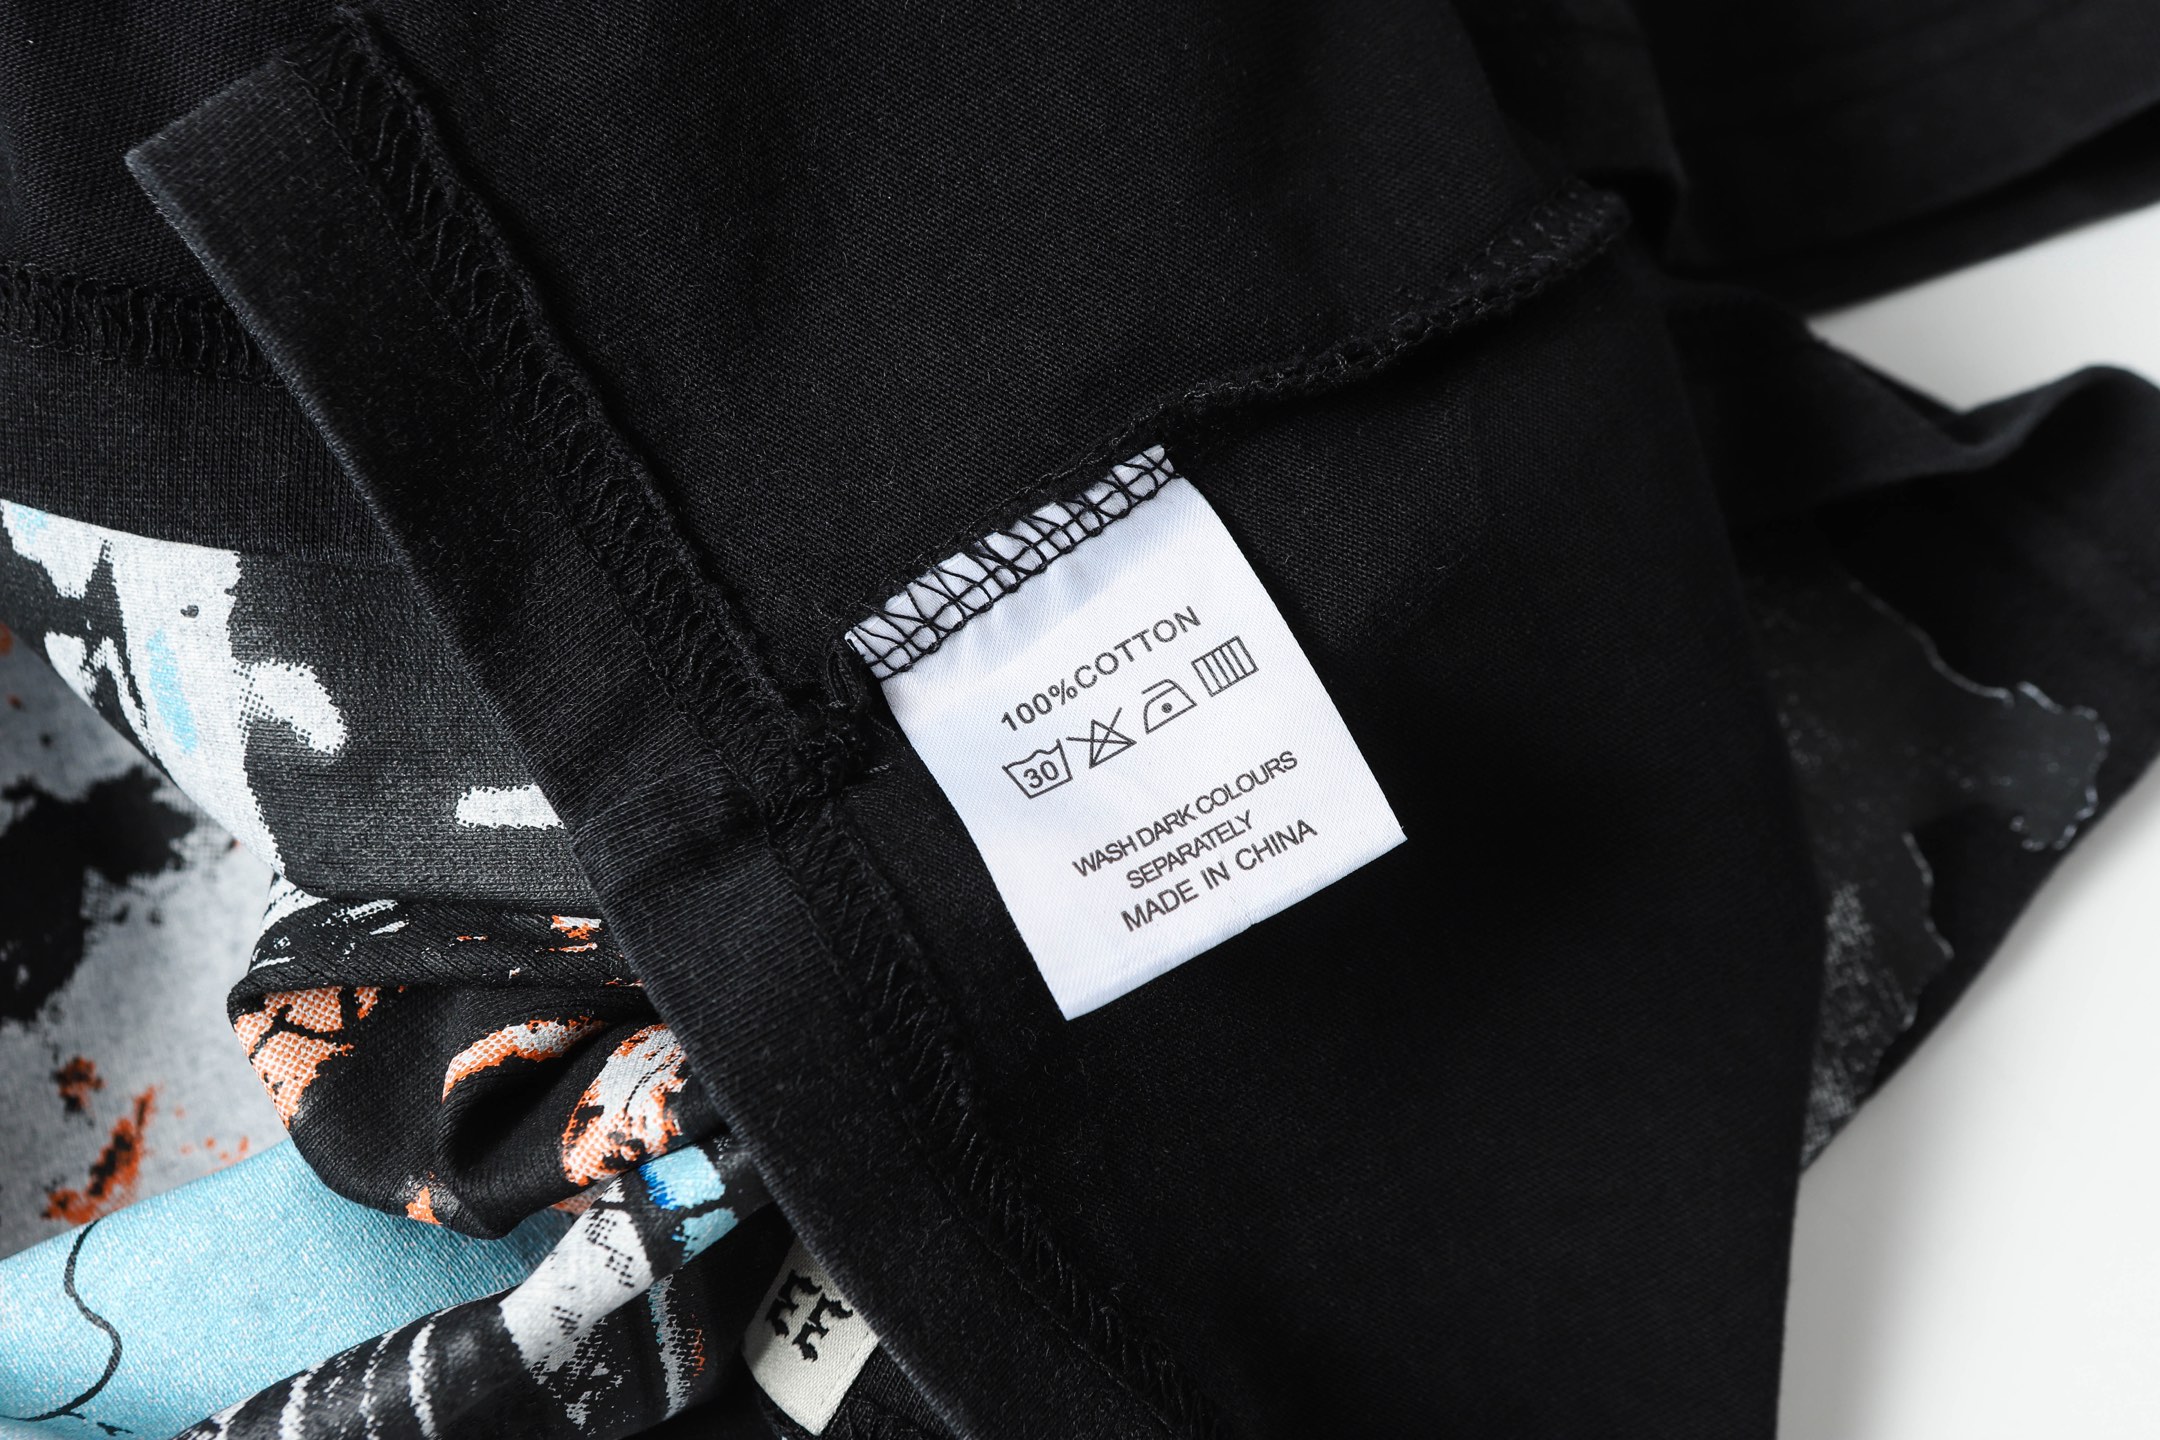 100%COTTON
30
WASH DARK COLOURS
SEPARATELY
MADE IN CHINA